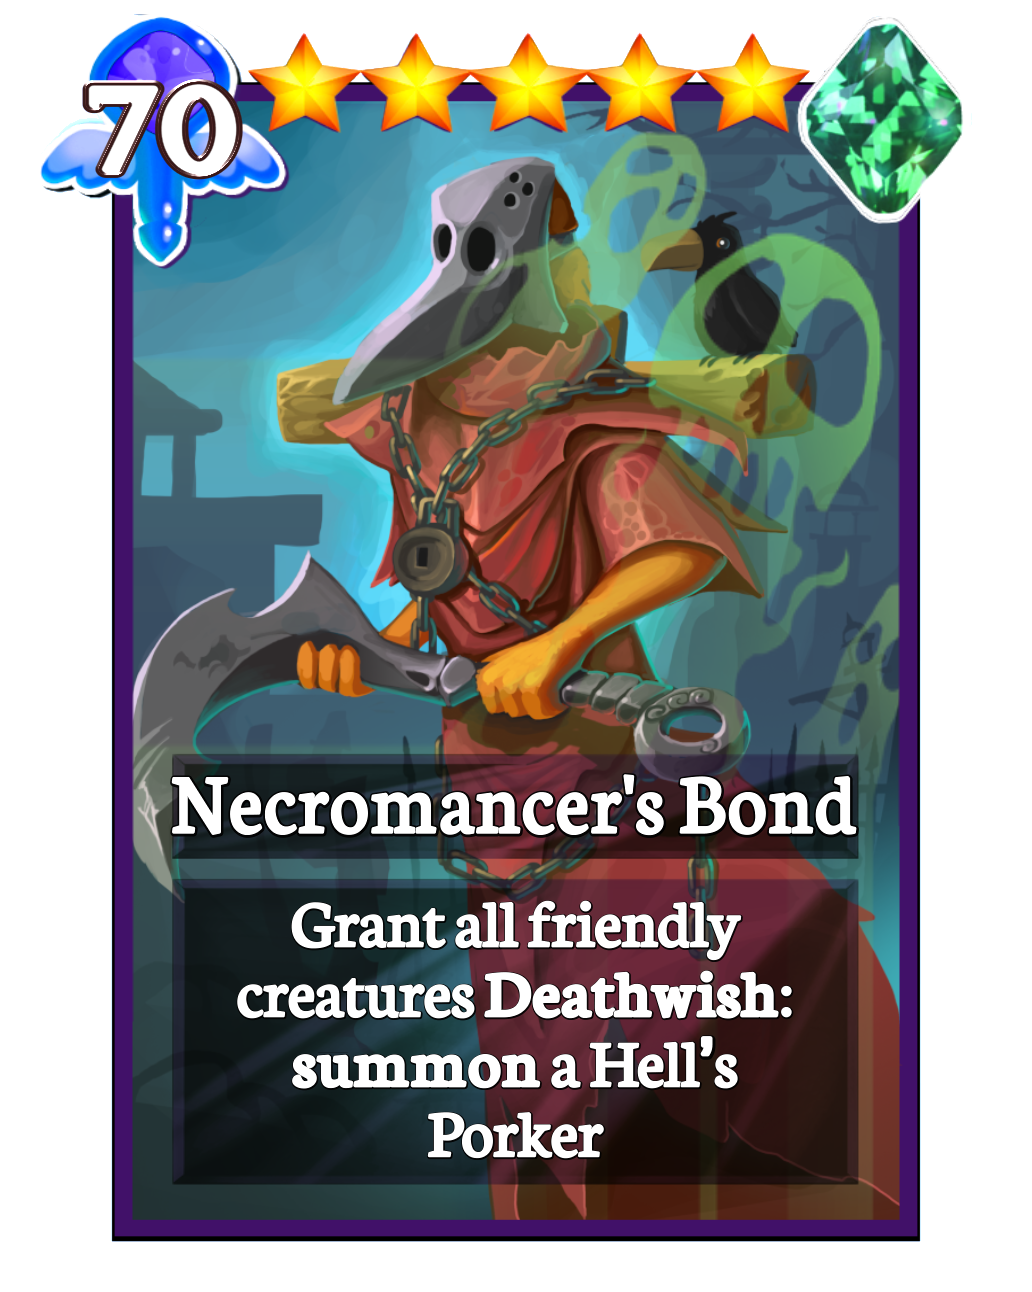 70
Necromancer's Bond
Grant all friendly
creatures Deathwish:
summon a Hell’s
Porker